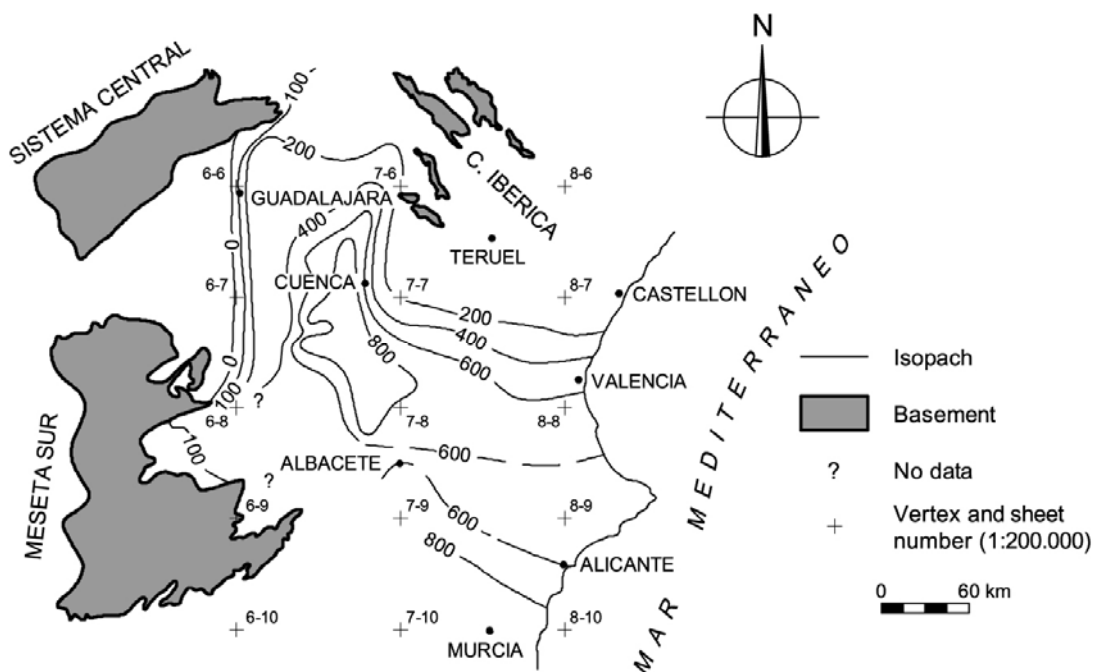 N
SISTEMA CENTRAL
100
200
7-6
8-6
6-6
GUADALAJARA
C. IBERICA
400
0
TERUEL
CUENCA
6-7
7-7
8-7
CASTELLON
200
400
600
800
0
100
?
VALENCIA
6-8
7-8
8-8
100
MESETA SUR
ALBACETE
600
?
6-9
7-9
8-9
600
800
ALICANTE
6-10
7-10
8-10
MURCIA
MAR MEDITERRANEO
Isopach
Basement
? No data
Vertex and sheet
number (1:200.000)
0 60 km